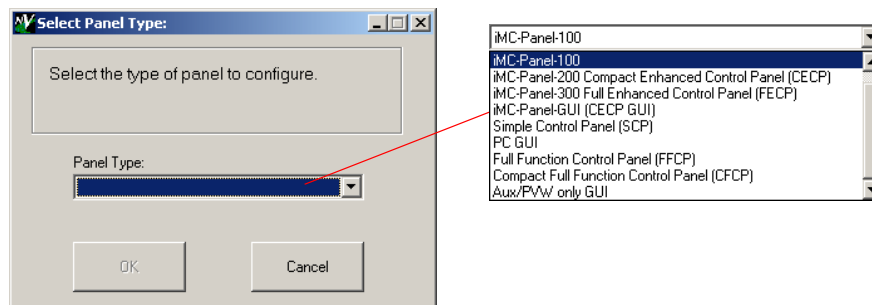 NV Select Panel Type:
Select the type of panel to configure.
Panel Type:
OK
Cancel
iMC-Panel-100
iMC-Panel-100
iMC-Panel-200 Compact Enhanced Control Panel (CECP)
iMC-Panel-300 Full Enhanced Control Panel (FECP)
iMC-Panel-GUI (CECP GUI)
Simple Control Panel (SCP)
PC GUI
Full Function Control Panel (FFCP)
Compact Full Function Control Panel (CFCP)
Aux/PVW only GUI